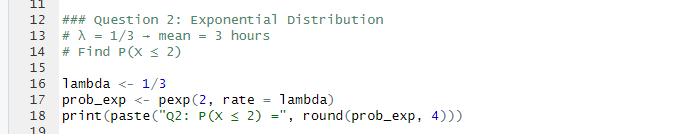 11
12 ### Question 2: Exponential Distribution
13 # λ = 1/3 → mean = 3 hours
14 # Find P(X ≤ 2)
15
16 lambda <- 1/3
17 prob_exp <- pexp(2, rate = lambda)
18 print(paste("Q2: P(X ≤ 2) =", round(prob_exp, 4)))
19